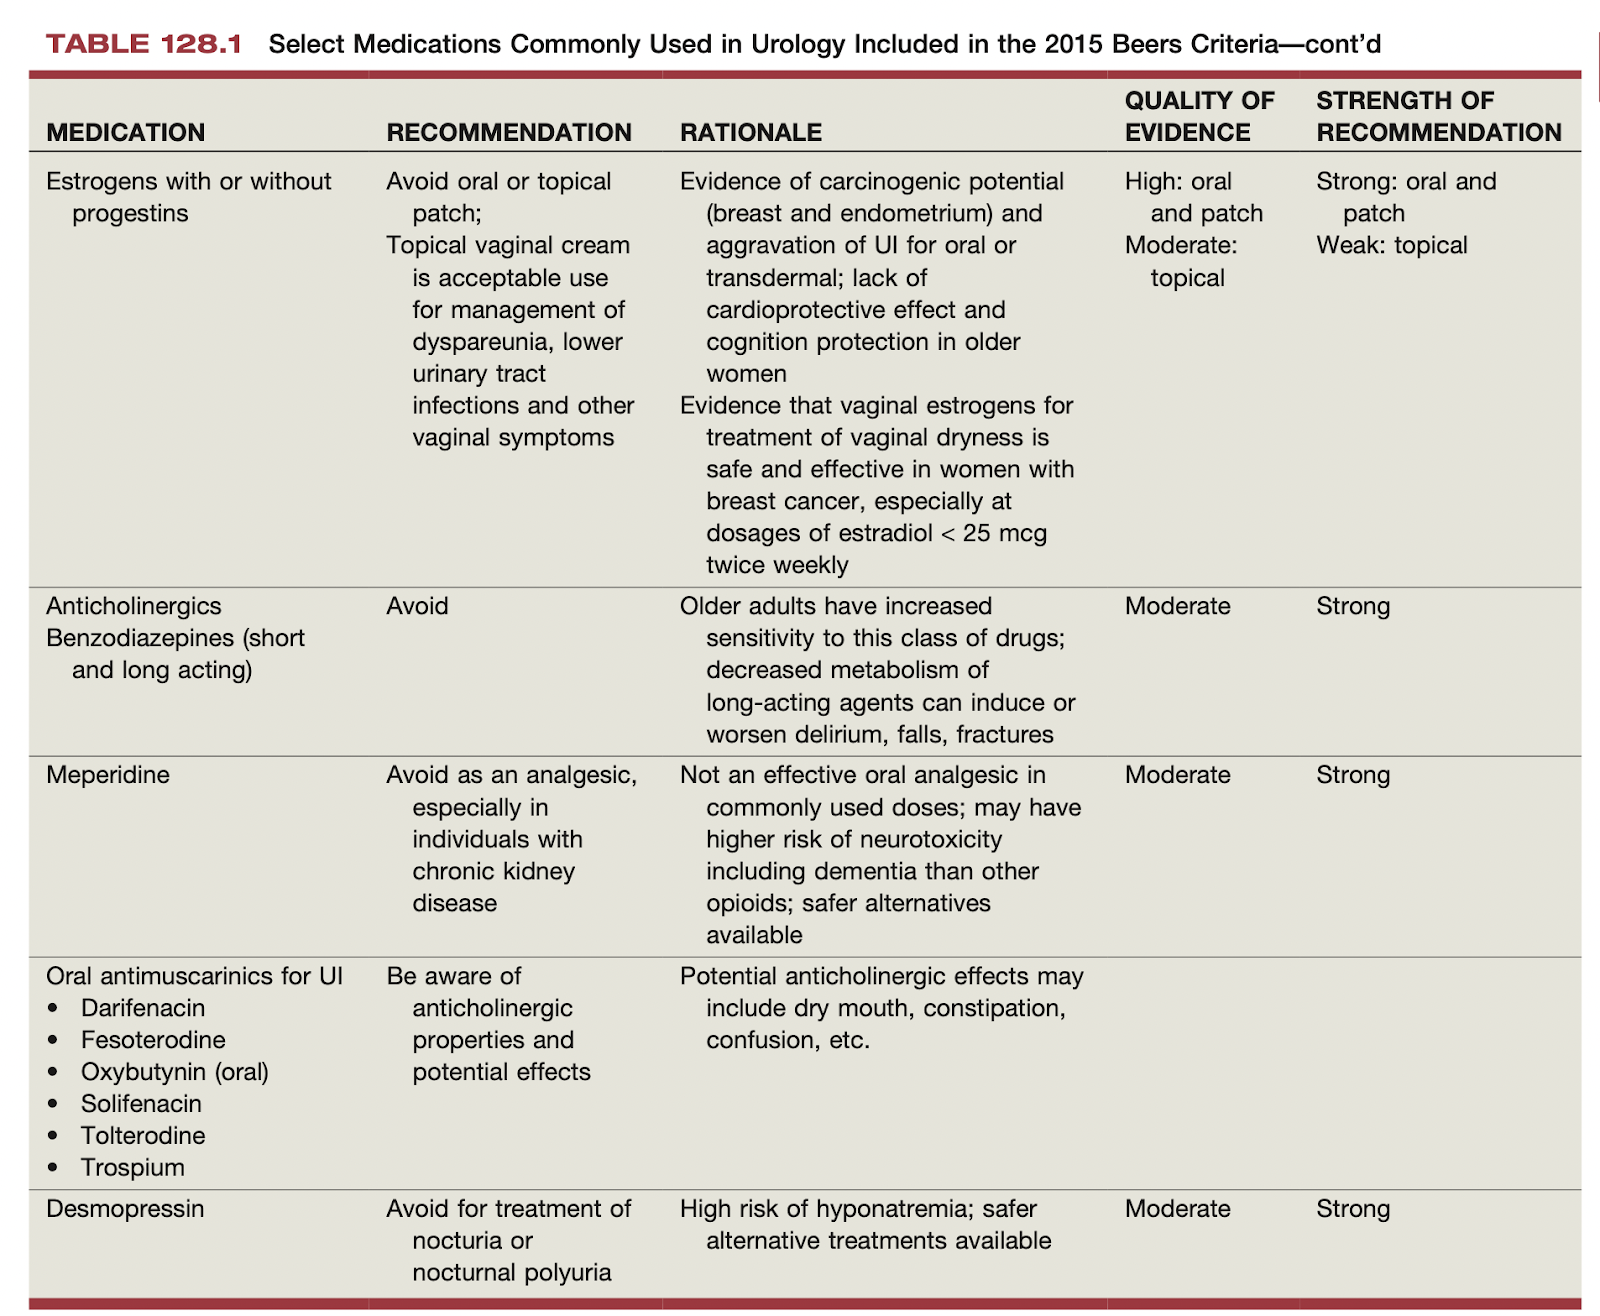 TABLE 128.1 Select Medications Commonly Used in Urology Included in the 2015 Beers Criteria—cont'd
MEDICATION
RECOMMENDATION
RATIONALE
QUALITY OF
EVIDENCE
STRENGTH OF
RECOMMENDATION
Estrogens with or without
progestins
Avoid oral or topical
patch;
Topical vaginal cream
is acceptable use
for management of
dyspareunia, lower
urinary tract
infections and other
vaginal symptoms
Evidence of carcinogenic potential
(breast and endometrium) and
aggravation of UI for oral or
transdermal; lack of
cardioprotective effect and
cognition protection in older
women
Evidence that vaginal estrogens for
treatment of vaginal dryness is
safe and effective in women with
breast cancer, especially at
dosages of estradiol < 25 mcg
twice weekly
High: oral
and patch
Moderate:
topical
Strong: oral and
patch
Weak: topical
Anticholinergics
Benzodiazepines (short
and long acting)
Avoid
Older adults have increased
sensitivity to this class of drugs;
decreased metabolism of
long-acting agents can induce or
worsen delirium, falls, fractures
Moderate
Strong
Meperidine
Avoid as an analgesic,
especially in
individuals with
chronic kidney
disease
Not an effective oral analgesic in
commonly used doses; may have
higher risk of neurotoxicity
including dementia than other
opioids; safer alternatives
available
Moderate
Strong
Oral antimuscarinics for UI
• Darifenacin
• Fesoterodine
• Oxybutynin (oral)
• Solifenacin
• Tolterodine
• Trospium
Be aware of
anticholinergic
properties and
potential effects
Potential anticholinergic effects may
include dry mouth, constipation,
confusion, etc.
Desmopressin
Avoid for treatment of
nocturia or
nocturnal polyuria
High risk of hyponatremia; safer
alternative treatments available
Moderate
Strong